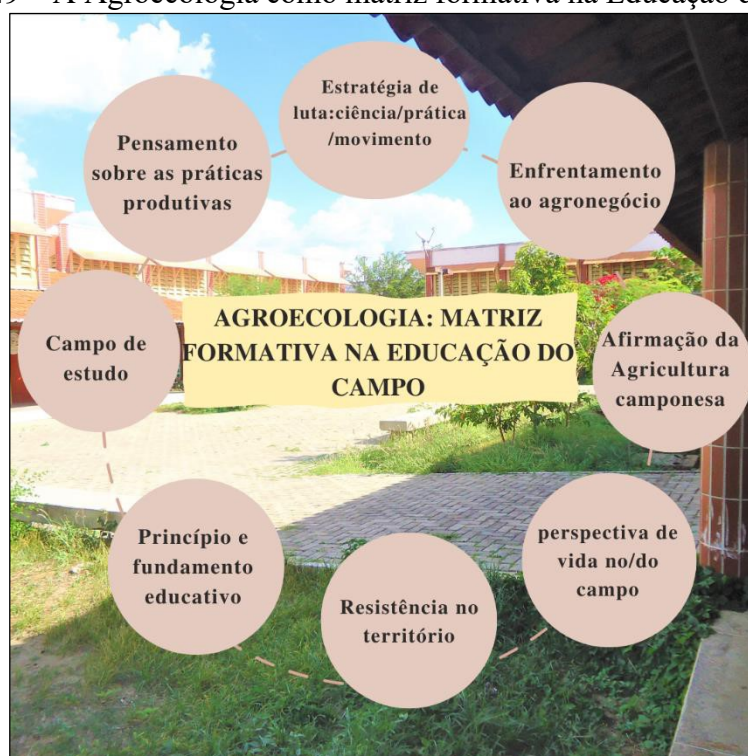 A Agroecologia como matriz formativa na Educação
Estratégia de
luta:ciência/prática
/movimento
Pensamento
sobre as práticas
produtivas
Enfrentamento
ao agronegócio
AGROECOLOGIA: MATRIZ
FORMATIVA NA EDUCAÇÃO DO
CAMPO
Campo de
estudo
Afirmação da
Agricultura
camponesa
Princípio e
fundamento
educativo
perspectiva de
vida no/do
campo
Resistência no
território